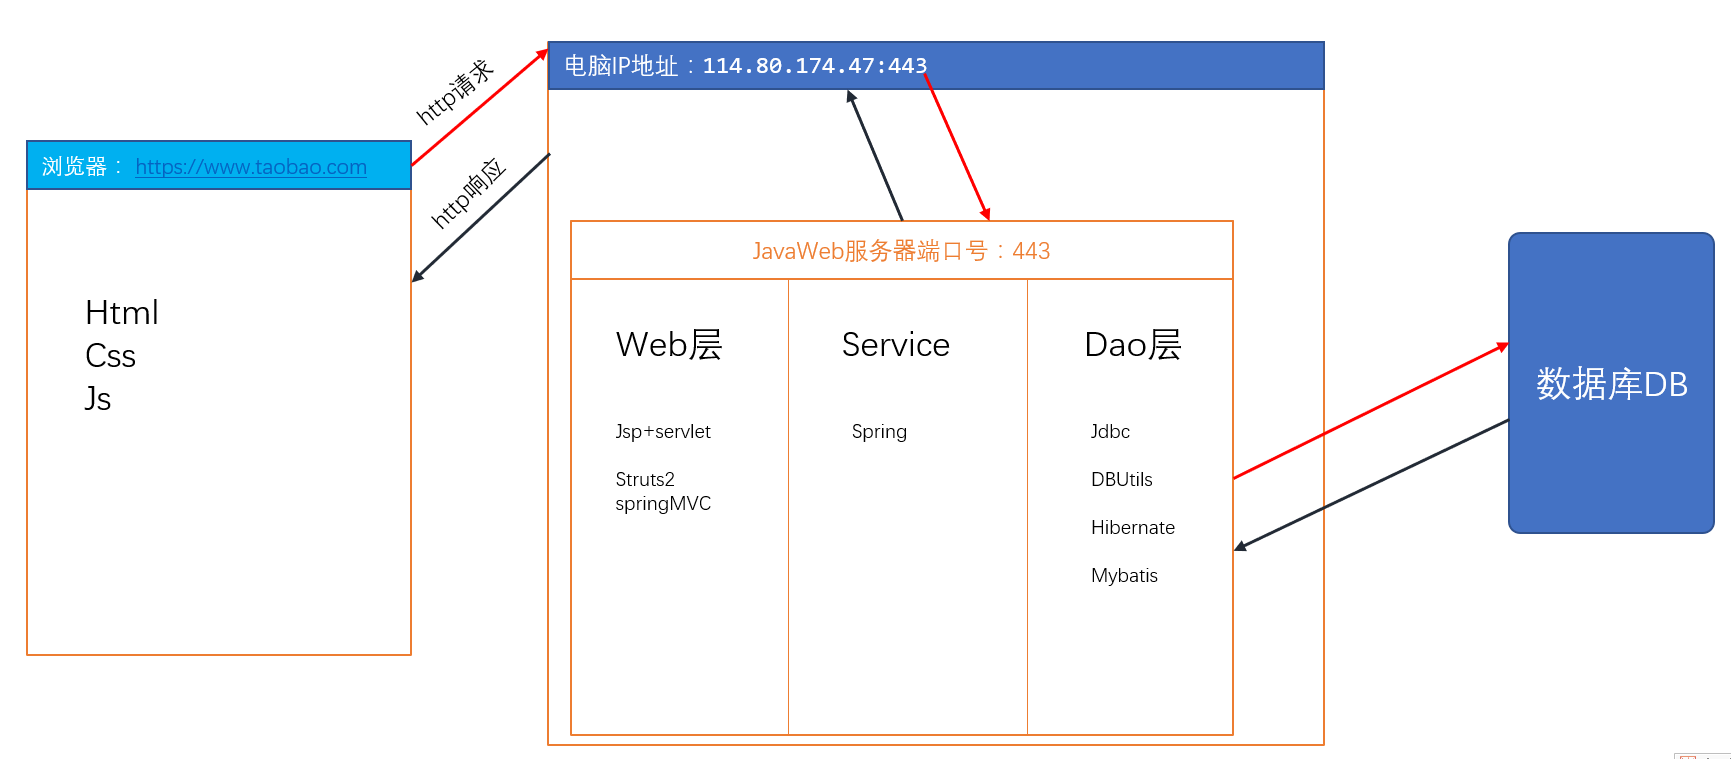 http请求
电脑IP地址：114.80.174.47:443
浏览器： https://www.taobao.com
http响应
JavaWeb服务器端口号：443
Html
Css
Js
Web层
Jsp+servlet
Struts2
springMVC
Service
Spring
Dao层
Jdbc
DBUtils
Hibernate
Mybatis
数据库DB